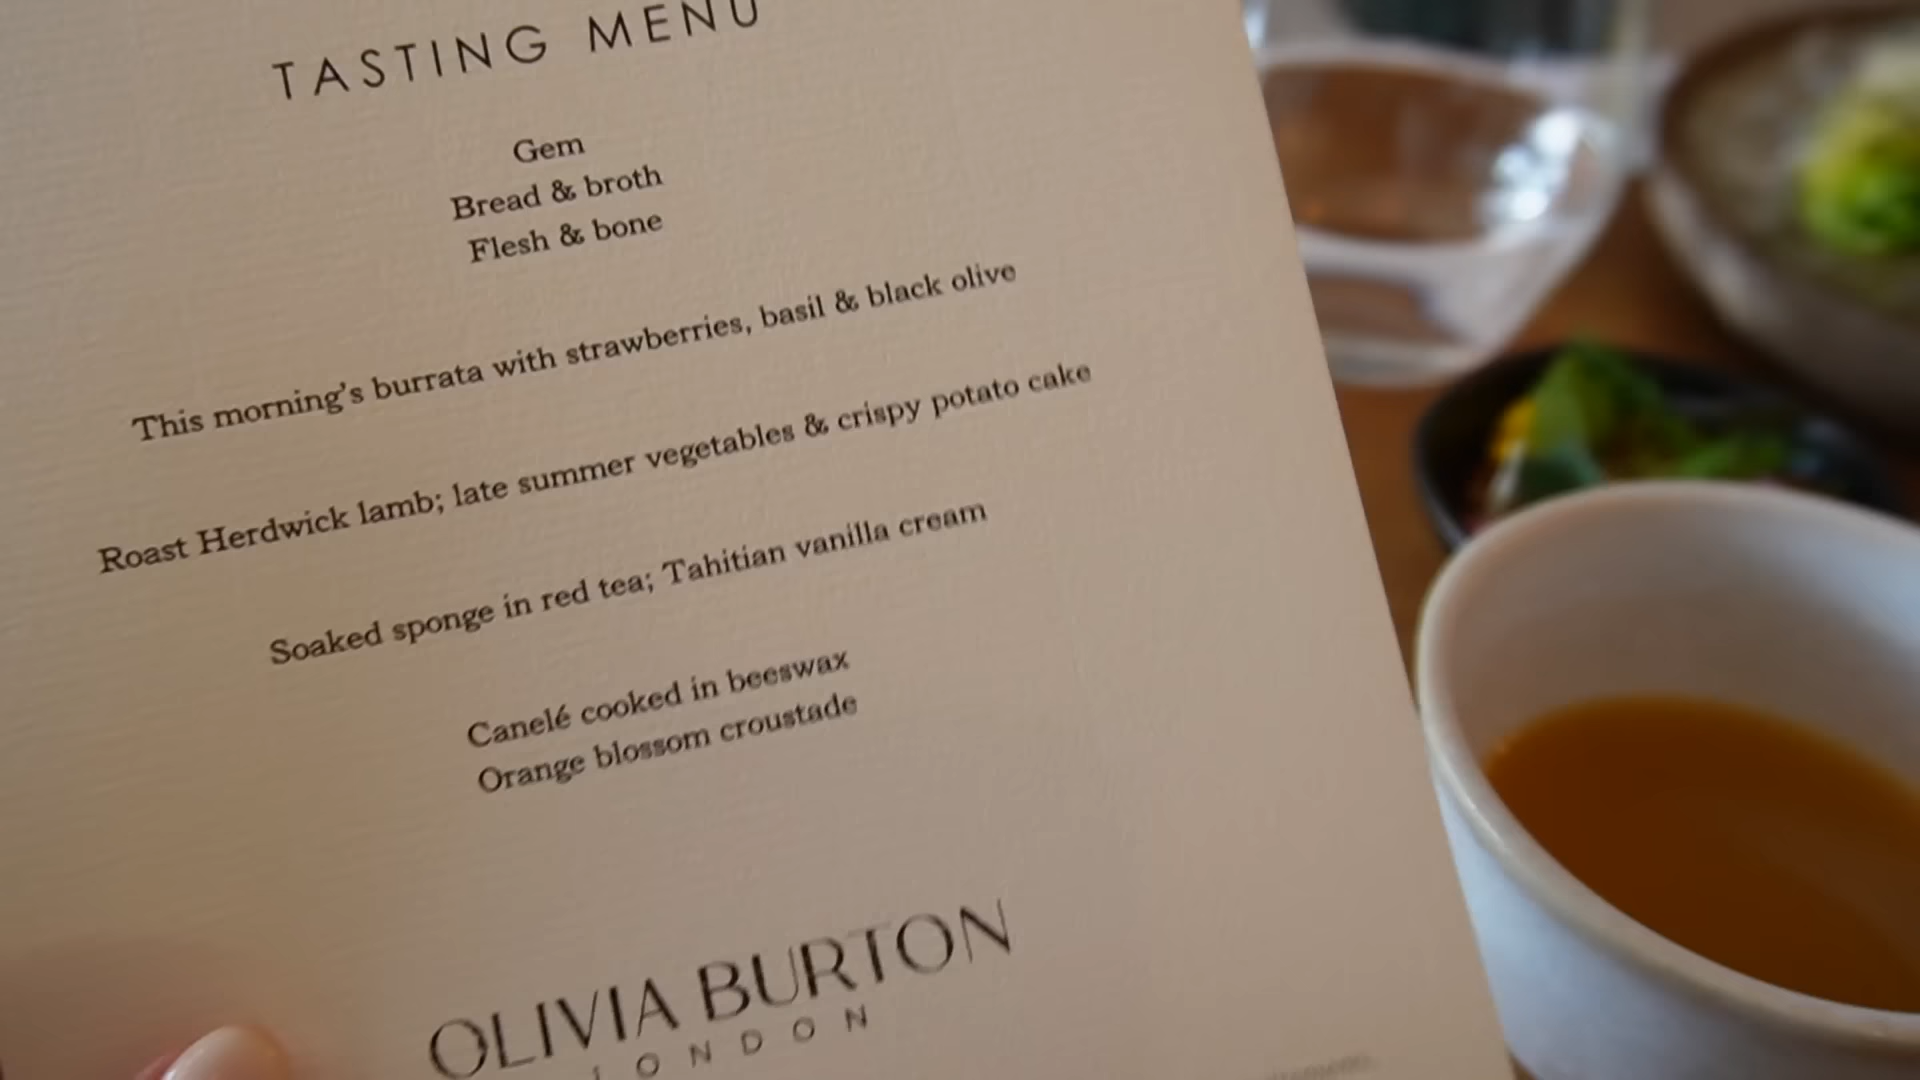 TASTING MENU
Gem
Bread & broth
Flesh & bone
This morning's burrata with strawberries, basil & black olive
Roast Herdwick lamb; late summer vegetables & crispy potato cake
Soaked sponge in red tea; Tahitian vanilla cream
Canelé cooked in beeswax
Orange blossom croustade
OLIVIA BURTON
LONDON